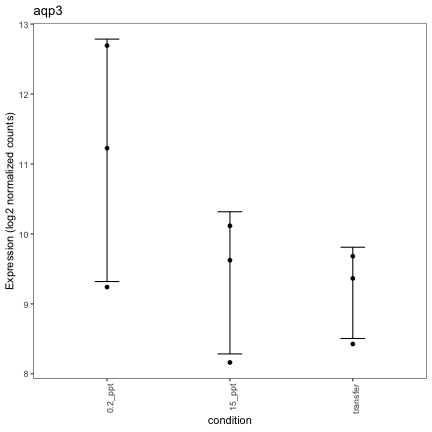 aqp3
Expression (log2 normalized counts)
13
12
11
10
9
8
0.2_ppt
15_ppt
transfer
condition